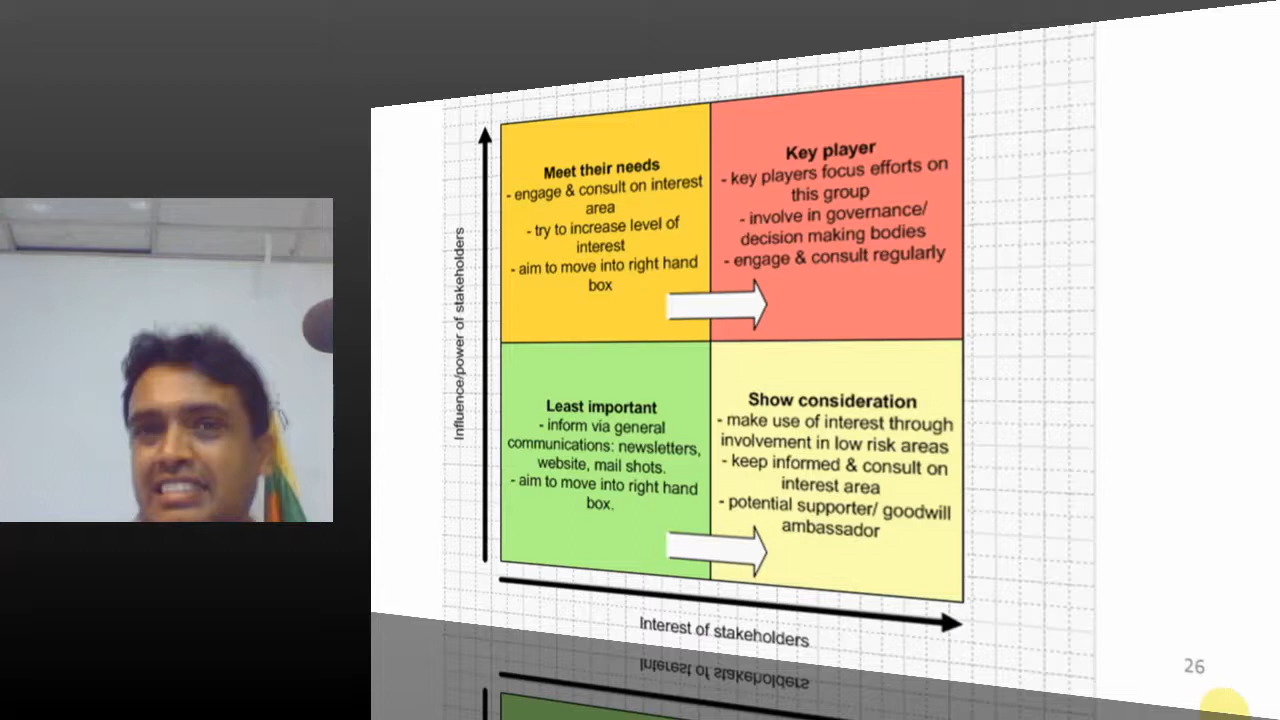 Influence/power of stakeholders
Meet their needs
- engage & consult on interest
area
- try to increase level of
interest
- aim to move into right hand
box
Key player
- key players focus efforts on
this group
- involve in governance/
decision making bodies
- engage & consult regularly
Least important
- inform via general
communications: newsletters,
website, mail shots.
- aim to move into right hand
box.
Show consideration
- make use of interest through
involvement in low risk areas
- keep informed & consult on
interest area
- potential supporter/ goodwill
ambassador
Interest of stakeholders
Interest of stakeholders
26